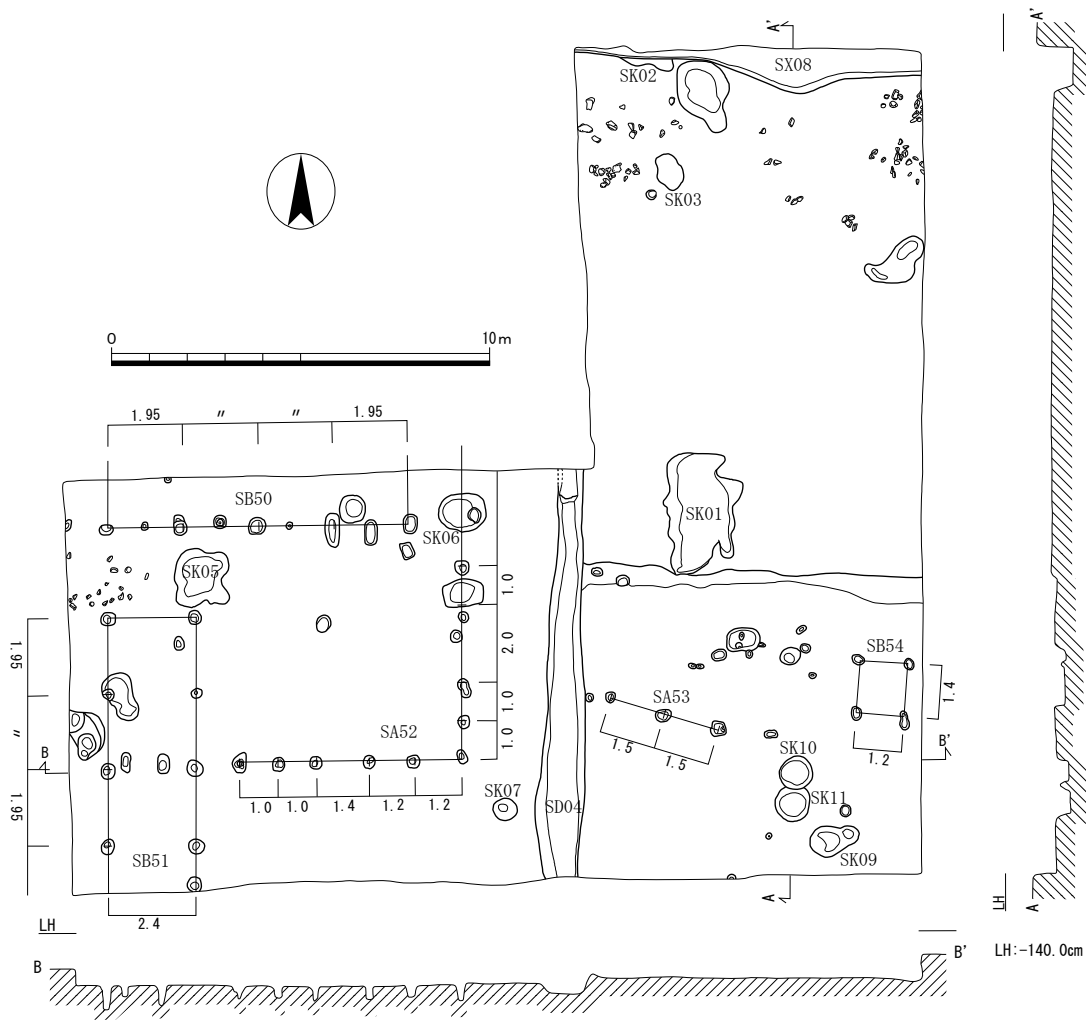 A'
A'
SX08
SK02
SK03
0
10m
1.95
〃
〃
1.95
SB50
SK06
SK05
SK01
1.0
2.0
1.0
1.0
1.95
〃
1.95
SB54
1.4
1.2
SA53
1.5
1.5
SA52
B
B'
SK10
SK11
SK09
1.0
1.0
1.4
1.2
1.2
SK07
SD04
SB51
2.4
A
LH
A
LH
B
B'
LH:-140.0cm